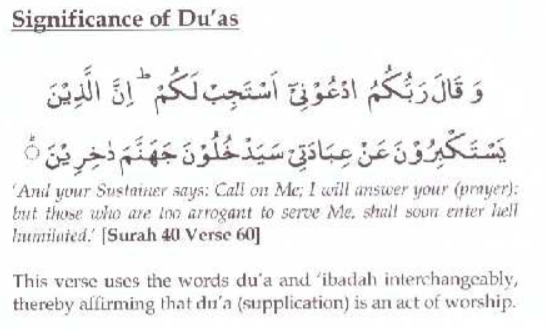 Significance of Du'as
وَ قَالَ رَبُّكُمُ ادْعُوْنِيْٓ اَسْتَجِبْ لَكُمْ ؕ اِنَّ الَّذِيْنَ
يَسْتَكْبِرُوْنَ عَنْ عِبَادَتِيْ سَيَدْخُلُوْنَ جَهَنَّمَ دٰخِرِيْنَ
'And your Sustainer says: Call on Me; I will answer your (prayer):
but those who are too arrogant to serve Me, shall soon enter hell
humilated.' [Surah 40 Verse 60]
This verse uses the words du'a and 'ibadah interchangeably,
thereby affirming that du'a (supplication) is an act of worship.